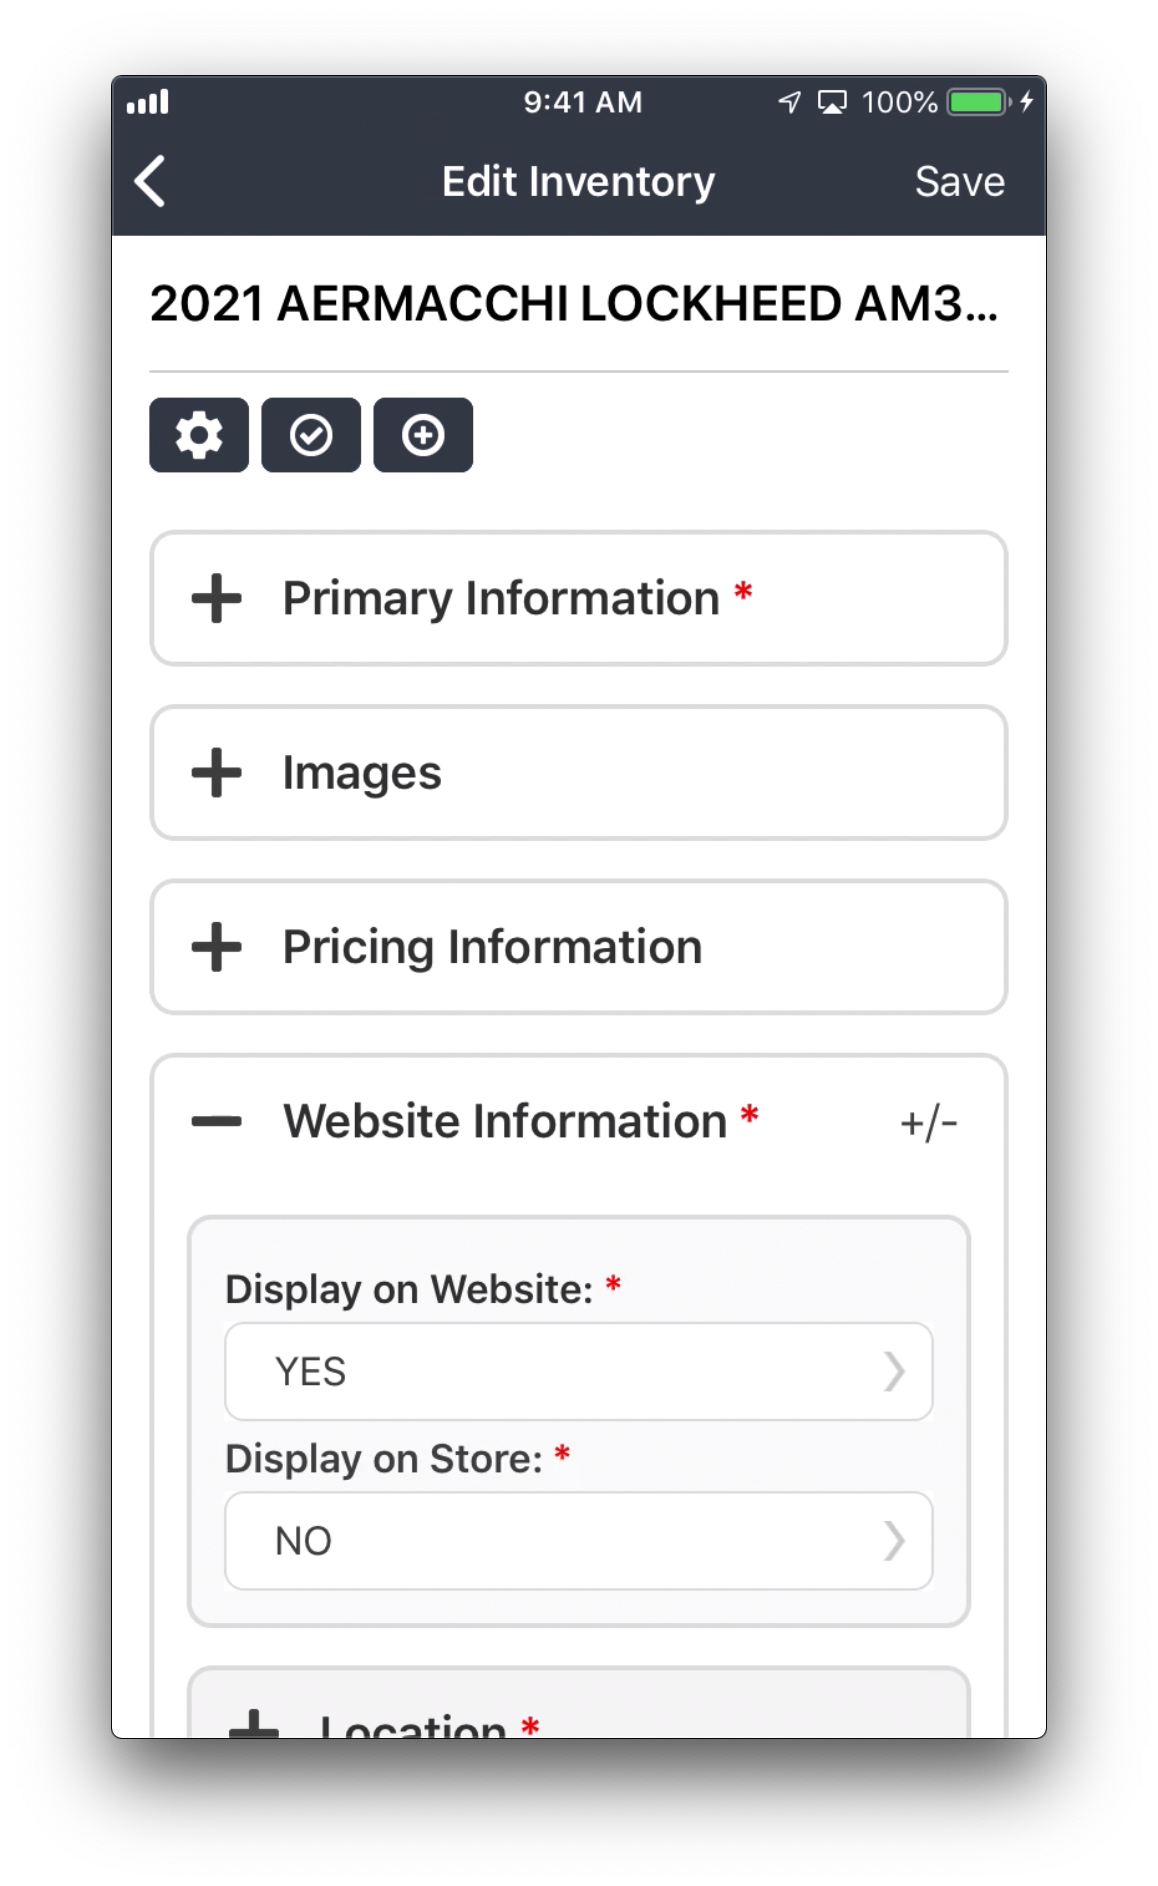 9:41 AM 100%
Edit Inventory Save
2021 AERMACCHI LOCKHEED AM3...
Primary Information *
Images
Pricing Information
Website Information * +/-
Display on Website: *
YES
Display on Store: *
NO
Location *